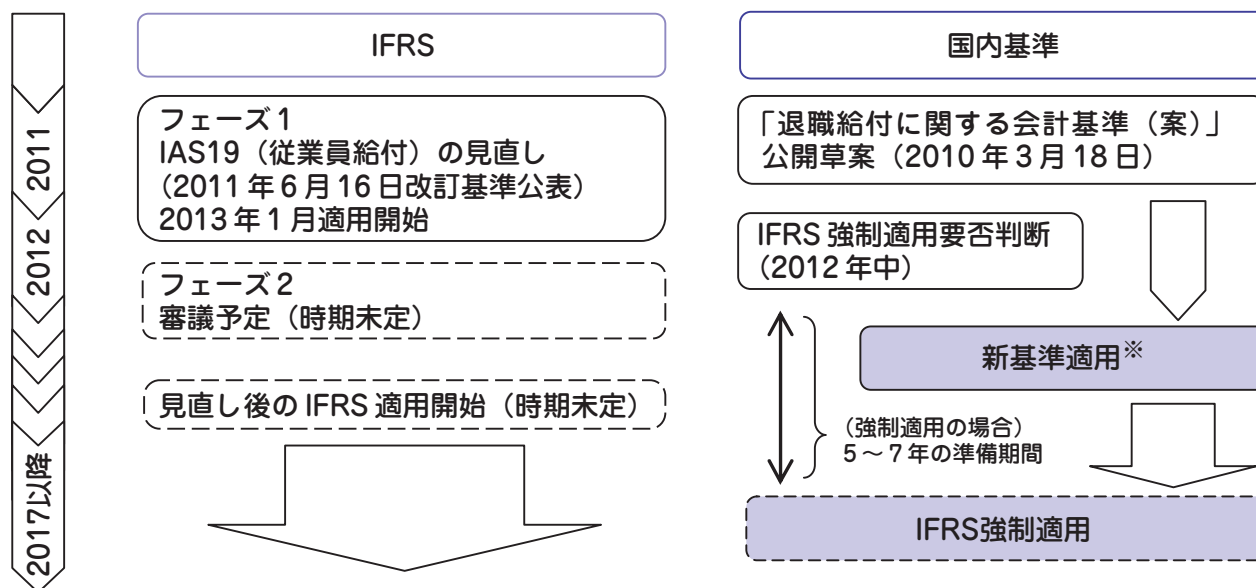 2011
2012
2017以降
IFRS
フェーズ1
IAS19（従業員給付）の見直し
（2011年6月16日改訂基準公表）
2013年1月適用開始
フェーズ2
審議予定（時期未定）
見直し後のIFRS適用開始（時期未定）
国内基準
「退職給付に関する会計基準（案）」
公開草案（2010年3月18日）
IFRS強制適用要否判断
（2012年中）
新基準適用※
（強制適用の場合）
5～7年の準備期間
IFRS強制適用